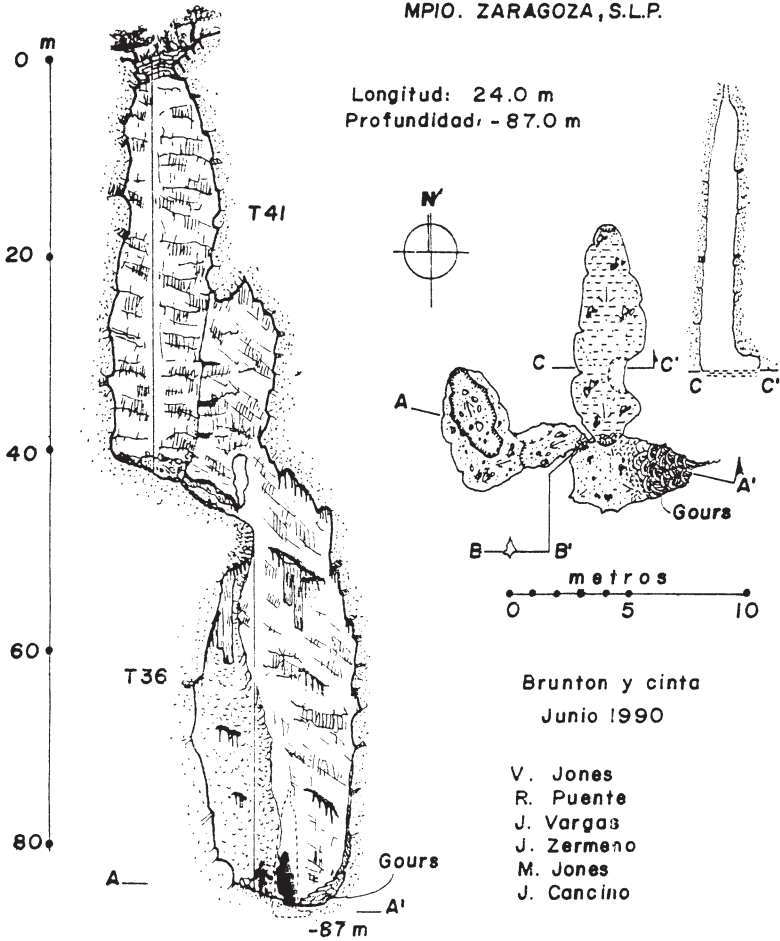 MPIO. ZARAGOZA, S.L.P.
m
0
Longitud: 24.0 m
Profundidad: -87.0 m
N
T41
20
C C'
C C'
A
40
A'
Gours
B B'
metros
0 5 10
60
T36
Brunton y cinta
Junio 1990
V. Jones
R. Puente
J. Vargas
J. Zermeno
M. Jones
J. Cancino
80
Gours
A
A'
-87 m